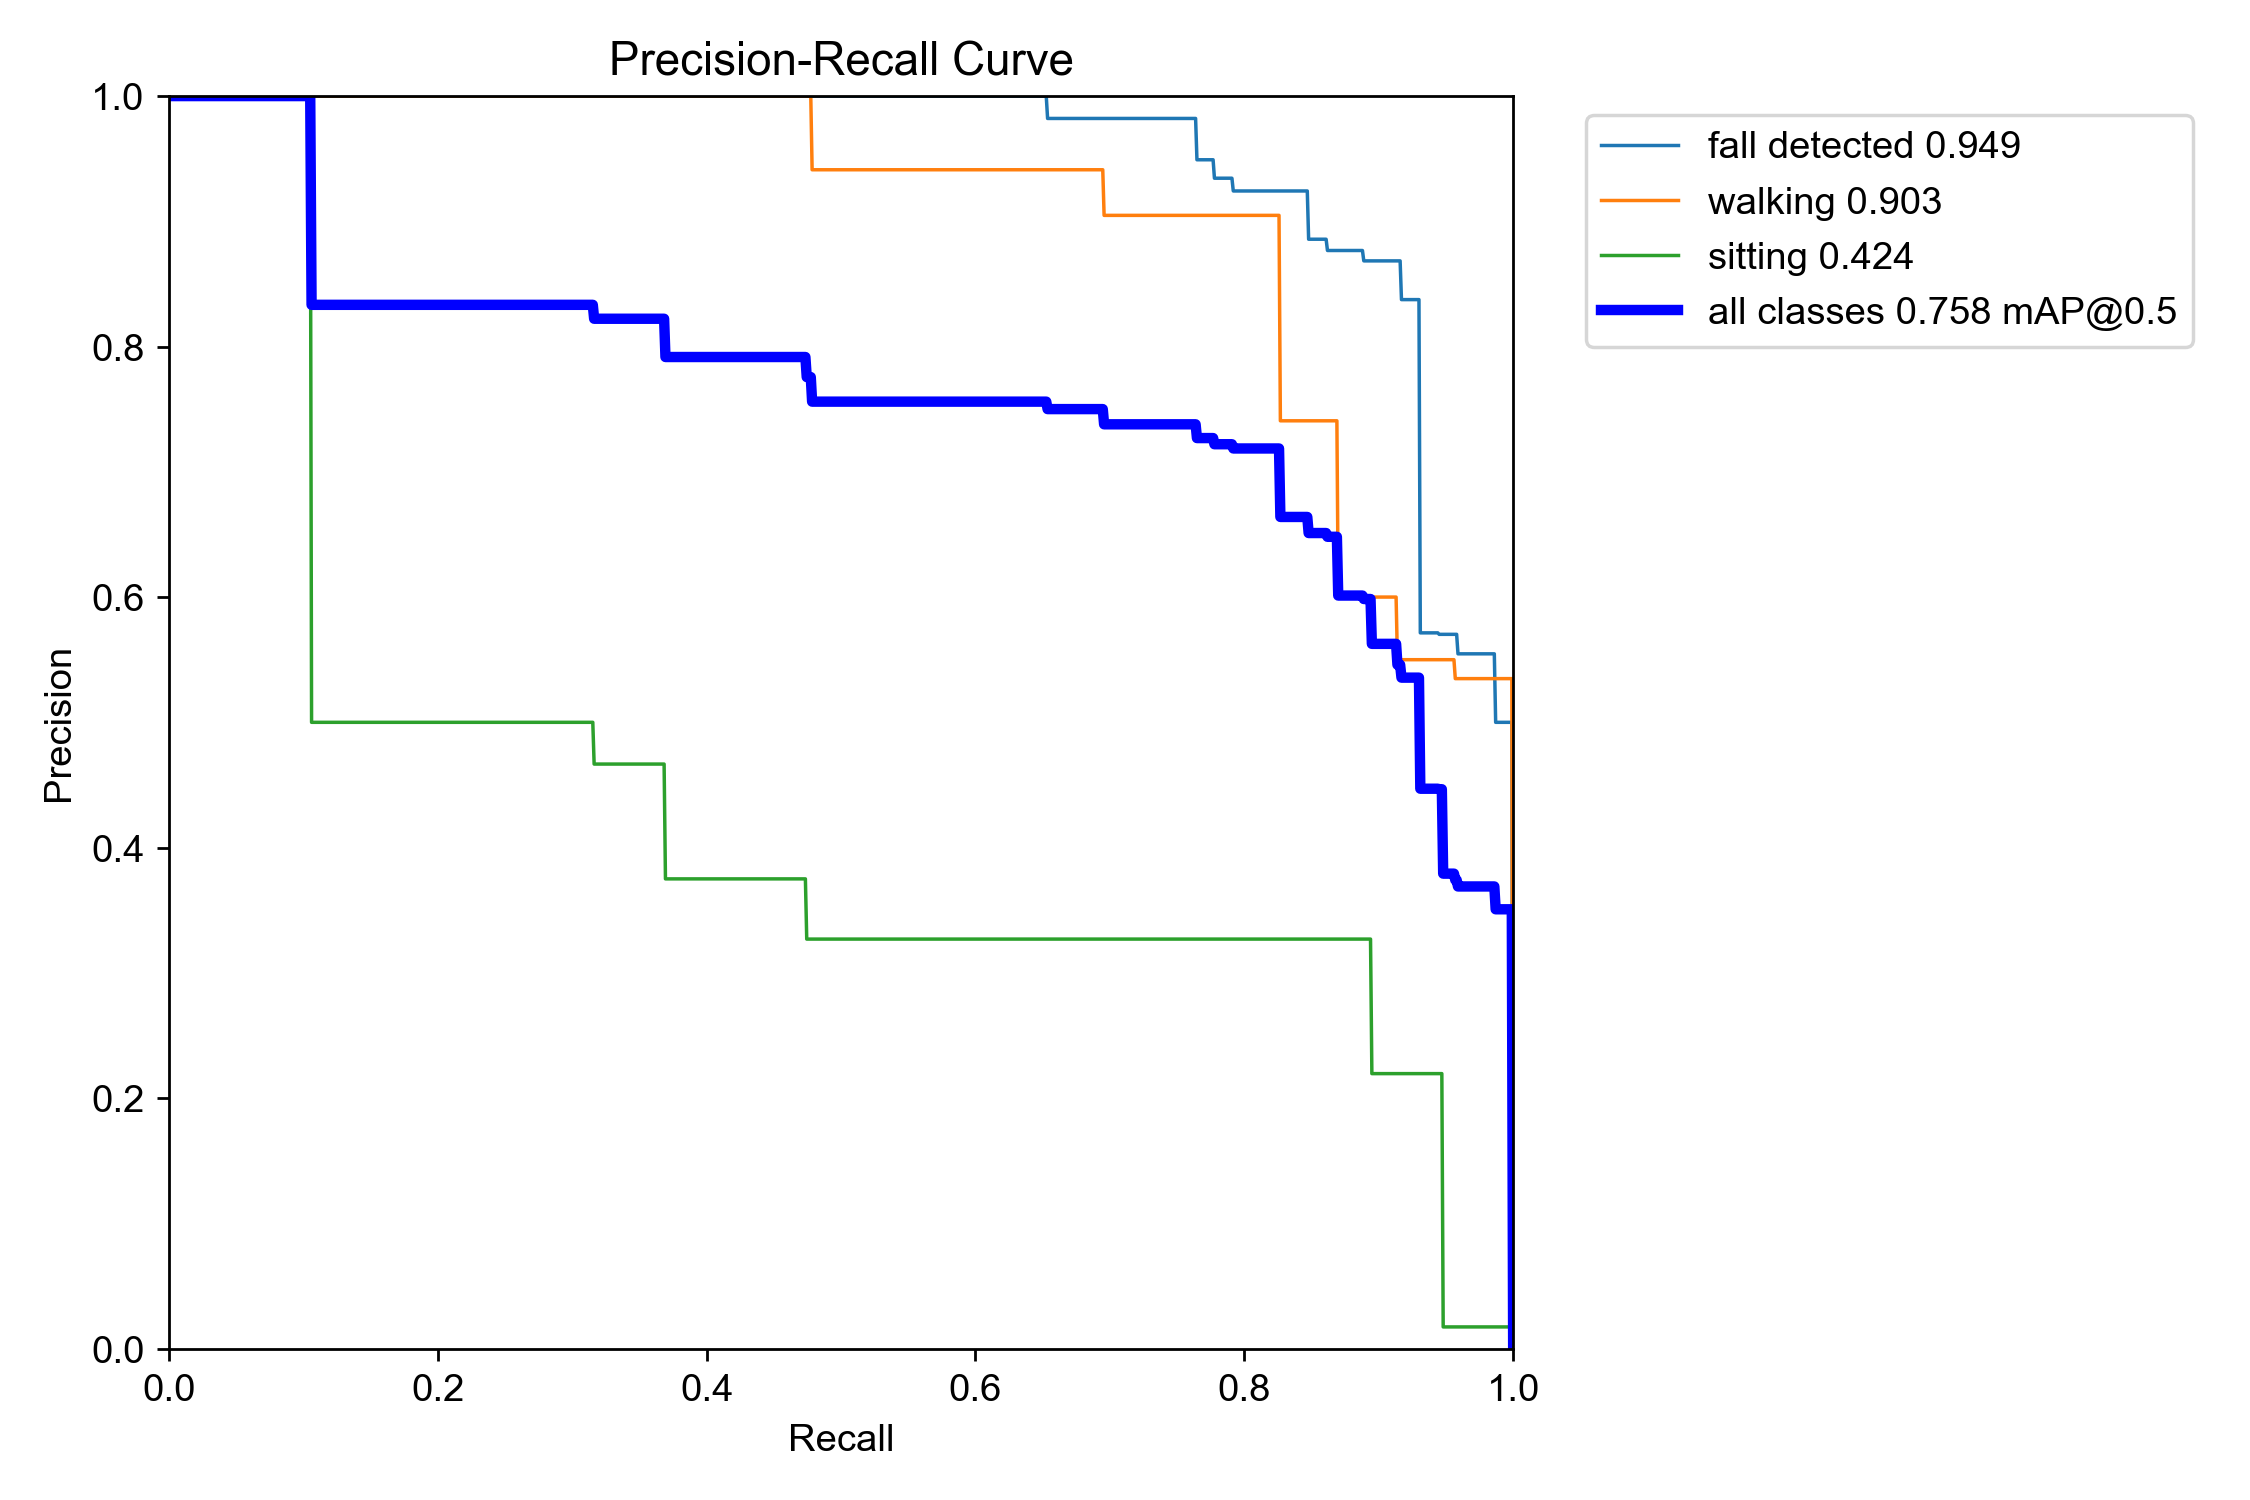 Precision-Recall Curve
1.0
0.8
0.6
0.4
0.2
0.0
Precision
0.0 0.2 0.4 0.6 0.8 1.0
Recall
fall detected 0.949
walking 0.903
sitting 0.424
all classes 0.758 mAP@0.5